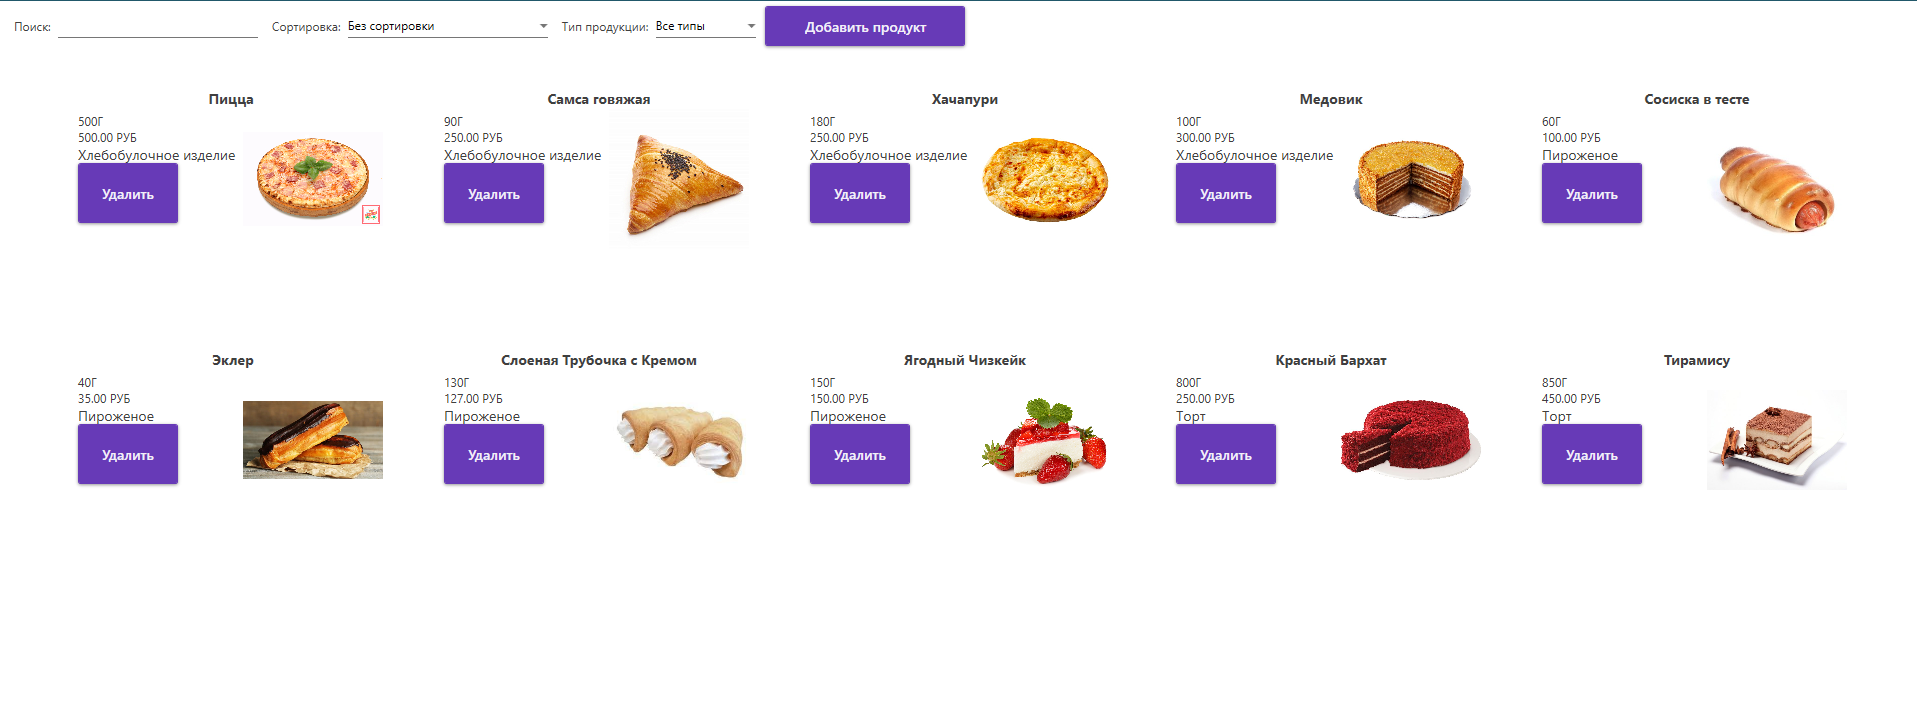 Поиск:
Сортировка: Без сортировки
Тип продукции: Все типы
Добавить продукт
Пицца
500Г
500.00 РУБ
Хлебобулочное изделие
Удалить
Самса говяжая
90Г
250.00 РУБ
Хлебобулочное изделие
Удалить
Хачапури
180Г
250.00 РУБ
Хлебобулочное изделие
Удалить
Медовик
100Г
300.00 РУБ
Хлебобулочное изделие
Удалить
Сосиска в тесте
60Г
100.00 РУБ
Пироженое
Удалить
Эклер
40Г
35.00 РУБ
Пироженое
Удалить
Слоеная Трубочка с Кремом
130Г
127.00 РУБ
Пироженое
Удалить
Ягодный Чизкейк
150Г
150.00 РУБ
Пироженое
Удалить
Красный Бархат
800Г
250.00 РУБ
Торт
Удалить
Тирамису
850Г
450.00 РУБ
Торт
Удалить